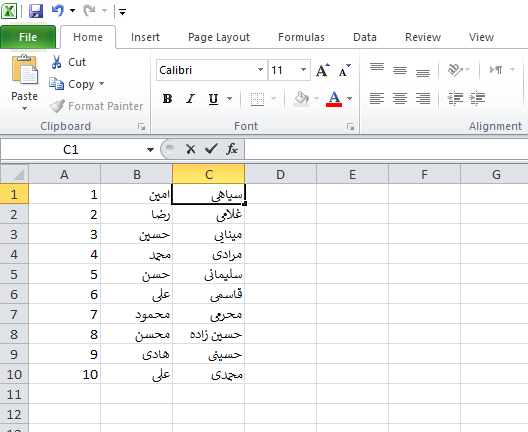 File Home Insert Page Layout Formulas Data Review View
Cut
Copy
Format Painter
Paste
Calibri 11 A A
B I U A
Clipboard Font Alignment
C1 fx
A B C D E F G
1 1 امین سیاهی
2 2 رضا غلامی
3 3 حسین مینایی
4 4 محمد مرادی
5 5 حسن سلیمانی
6 6 علی قاسمی
7 7 محمود محرمی
8 8 محسن حسین زاده
9 9 هادی حسینی
10 10 علی مجدی
11
12
13